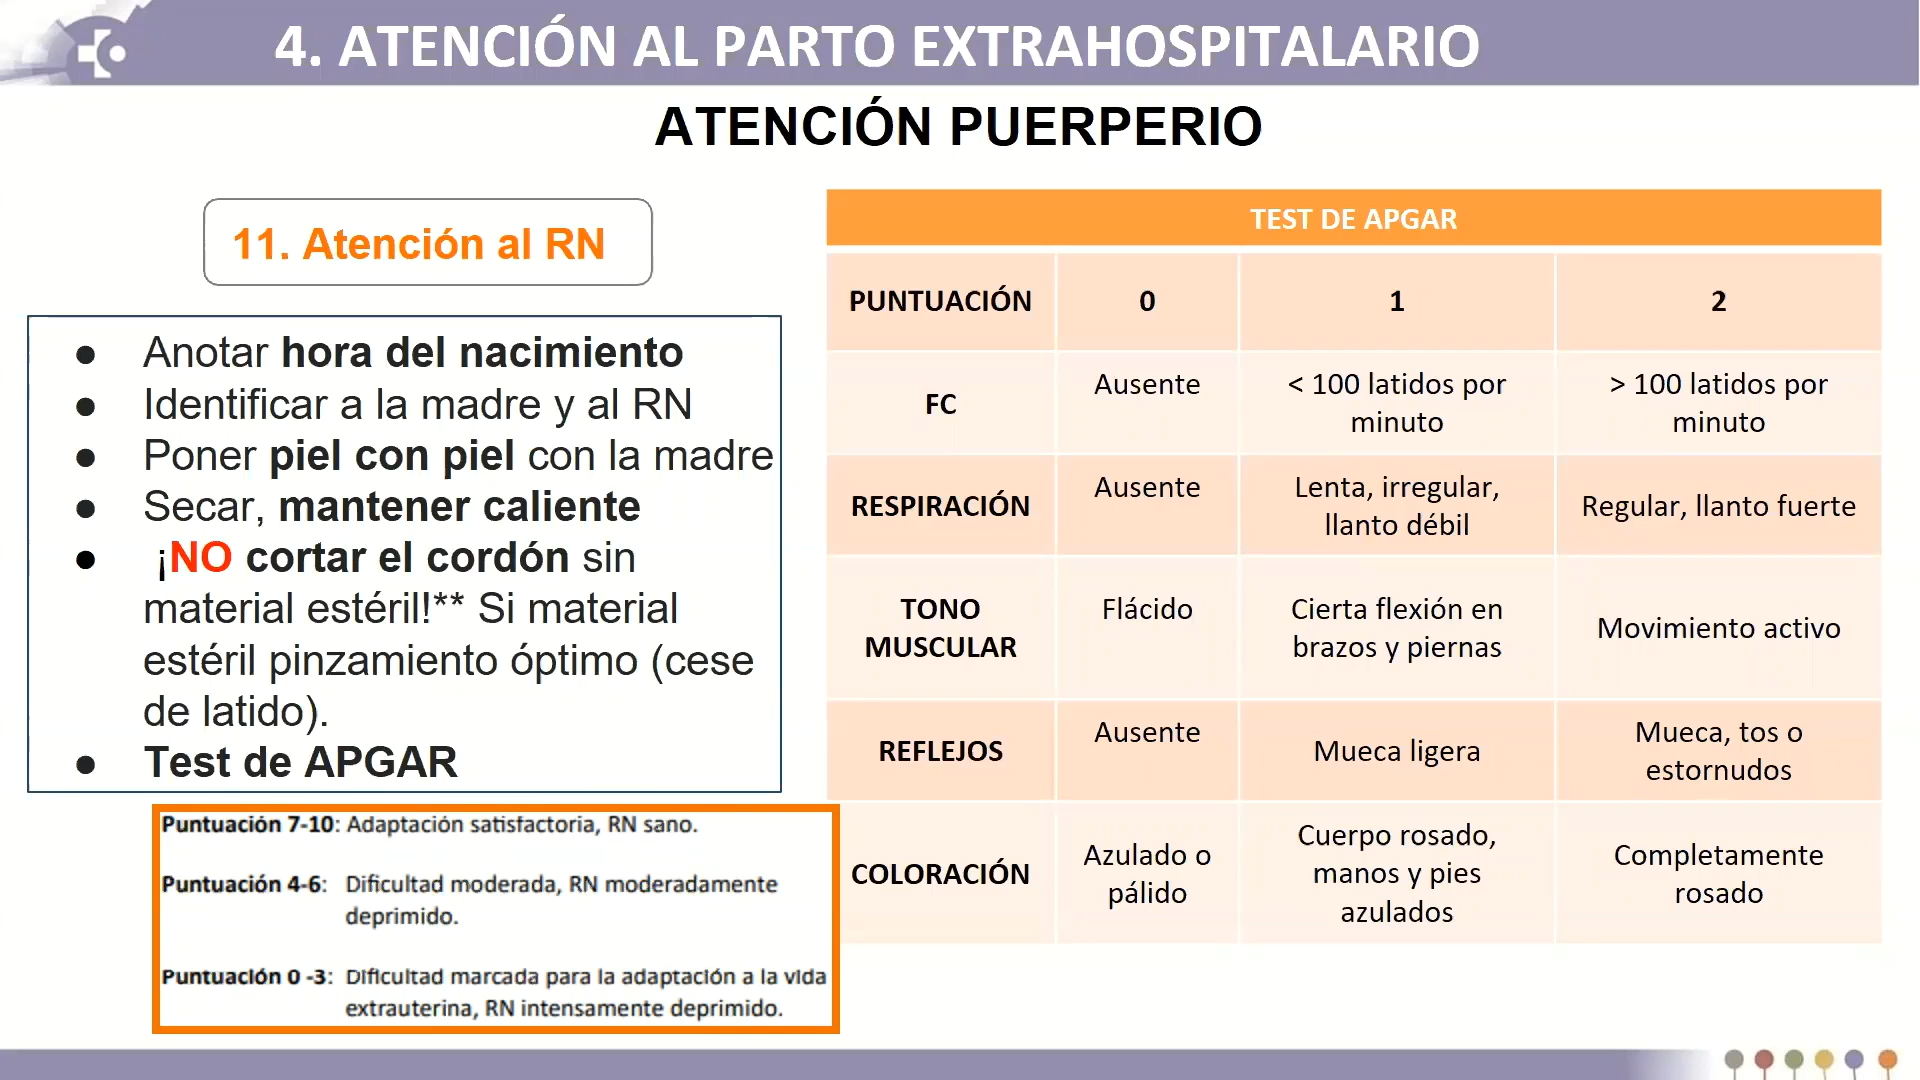 4. ATENCIÓN AL PARTO EXTRAHOSPITALARIO
ATENCIÓN PUERPERIO
11. Atención al RN
● Anotar hora del nacimiento
● Identificar a la madre y al RN
● Poner piel con piel con la madre
● Secar, mantener caliente
● ¡NO cortar el cordón sin
material estéril!** Si material
estéril pinzamiento óptimo (cese
de latido).
● Test de APGAR
Puntuación 7-10: Adaptación satisfactoria, RN sano.
Puntuación 4-6: Dificultad moderada, RN moderadamente
deprimido.
Puntuación 0 -3: Dificultad marcada para la adaptación a la vida
extrauterina, RN intensamente deprimido.
TEST DE APGAR
PUNTUACIÓN 0 1 2
FC Ausente < 100 latidos por > 100 latidos por
minuto minuto
RESPIRACIÓN Ausente Lenta, irregular, Regular, llanto fuerte
llanto débil
TONO Flácido Cierta flexión en Movimiento activo
MUSCULAR brazos y piernas
REFLEJOS Ausente Mueca ligera Mueca, tos o
estornudos
COLORACIÓN Azulado o Cuerpo rosado, Completamente
pálido manos y pies rosado
azulados